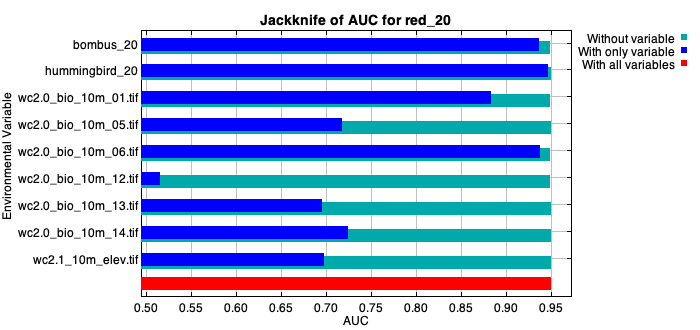 Jackknife of AUC for red_20
Without variable
With only variable
With all variables
Environmental Variable
bombus_20
hummingbird_20
wc2.0_bio_10m_01.tif
wc2.0_bio_10m_05.tif
wc2.0_bio_10m_06.tif
wc2.0_bio_10m_12.tif
wc2.0_bio_10m_13.tif
wc2.0_bio_10m_14.tif
wc2.1_10m_elev.tif
0.50 0.55 0.60 0.65 0.70 0.75 0.80 0.85 0.90 0.95
AUC